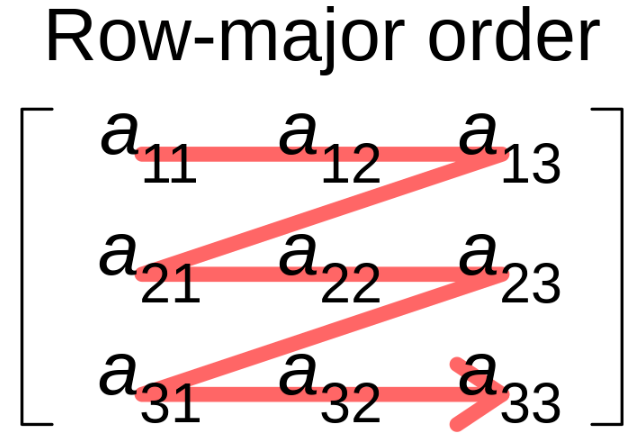 Row-major order
a11 a12 a13
a21 a22 a23
a31 a32 a33